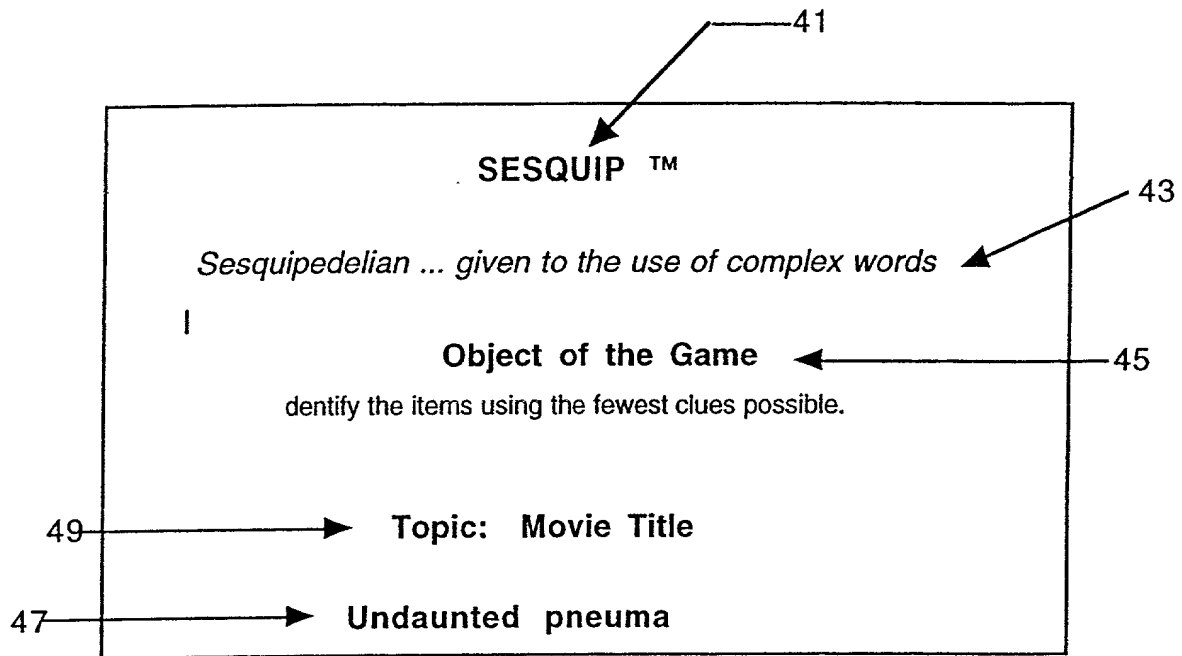 41
SESQUIP ™
43
Sesquipedelian ... given to the use of complex words
I
Object of the Game
45
dentify the items using the fewest clues possible.
49
Topic: Movie Title
47
Undaunted pneuma